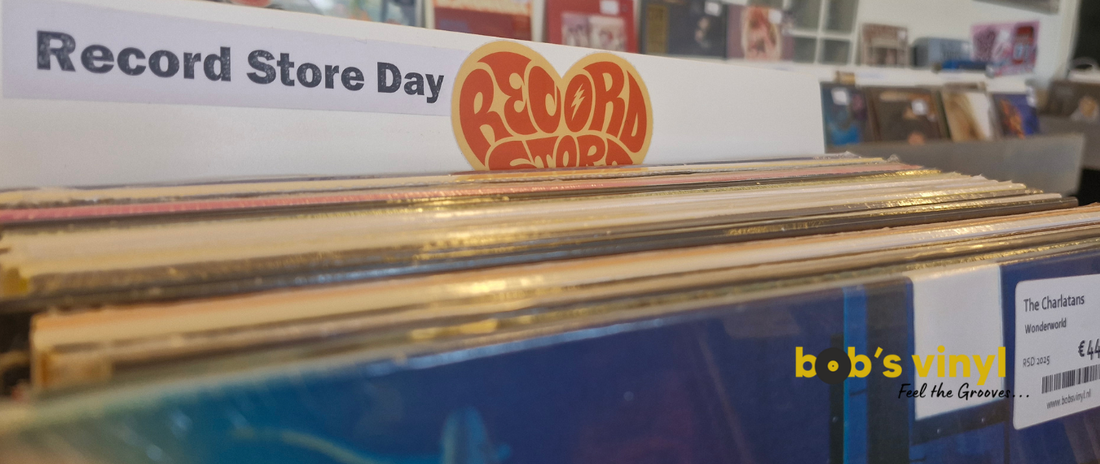 Record Store Day
RECORD
STORE
The Charlatans
Wonderworld
RSD 2025
€44
www.bobsvinyl.nl
bob's vinyl
Feel the Grooves...